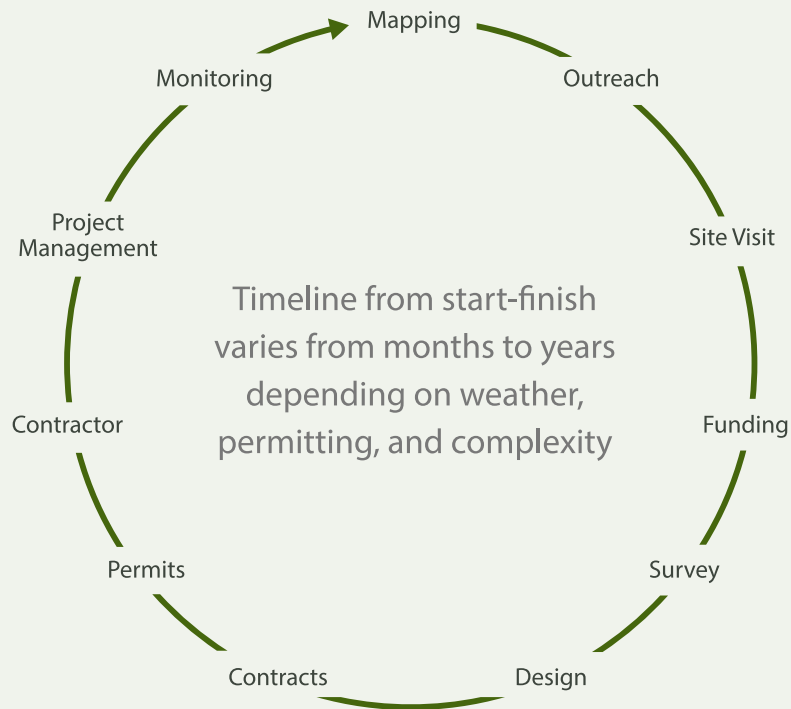 Mapping
Outreach
Site Visit
Funding
Survey
Design
Contracts
Permits
Contractor
Project
Management
Monitoring
Timeline from start-finish
varies from months to years
depending on weather,
permitting, and complexity